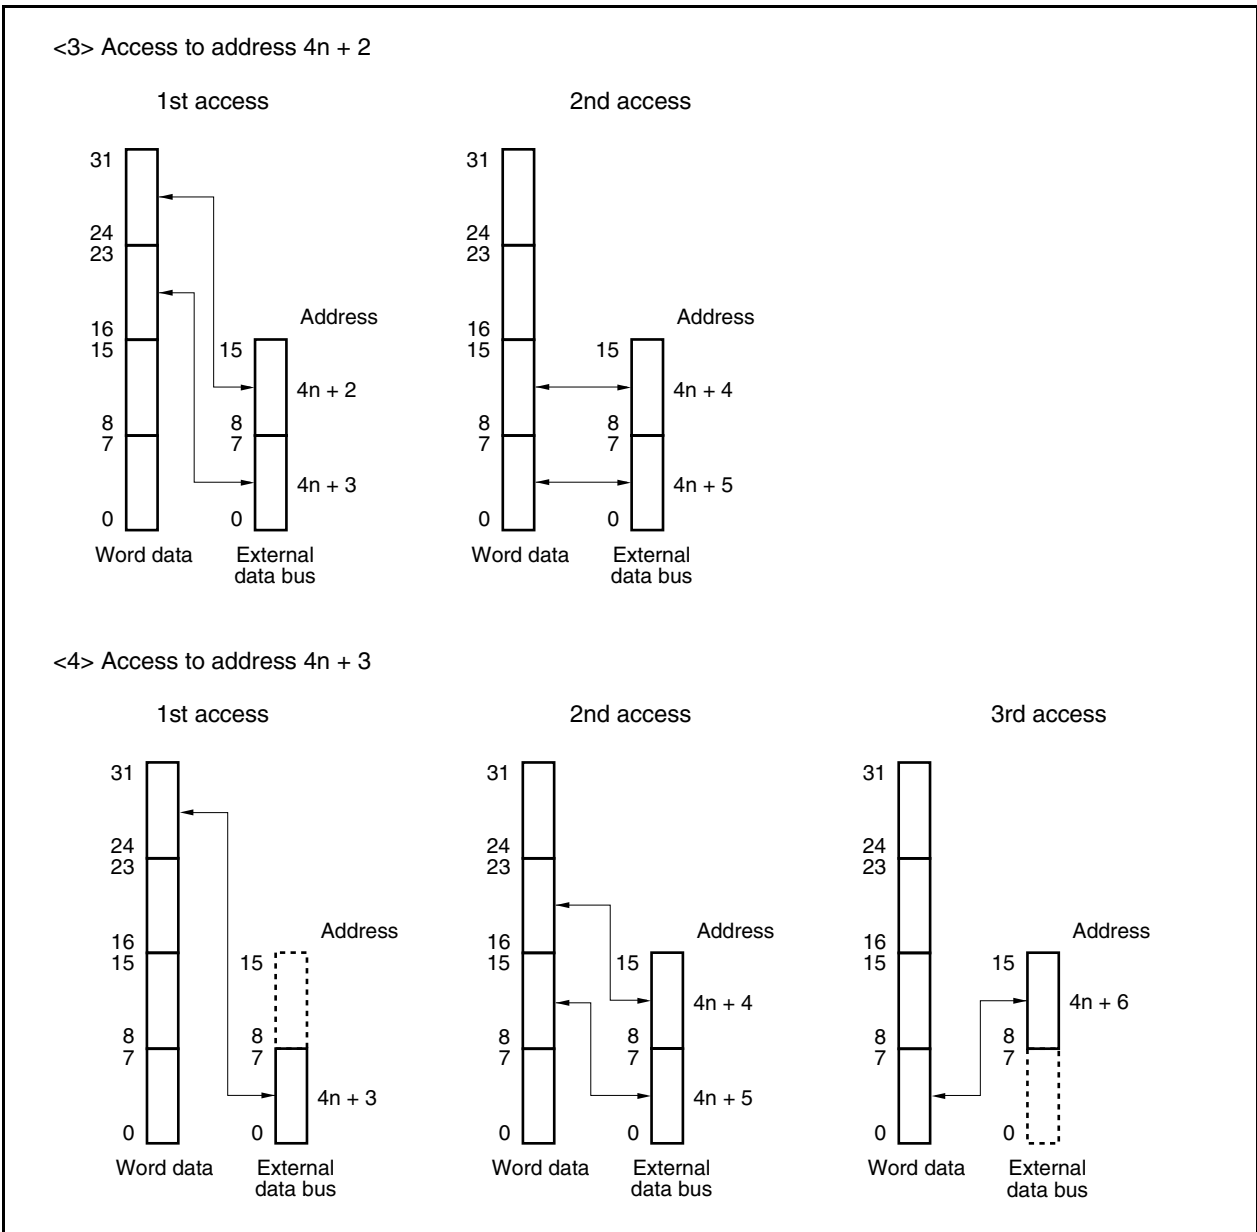 <3> Access to address 4n + 2
1st access
2nd access
31
24
23
16
15
8
7
0
Word data
Address
15
4n + 2
8
7
4n + 3
0
External
data bus
31
24
23
16
15
8
7
0
Word data
Address
15
4n + 4
8
7
4n + 5
0
External
data bus
<4> Access to address 4n + 3
1st access
2nd access
3rd access
31
24
23
16
15
8
7
0
Word data
Address
15
8
7
4n + 3
0
External
data bus
31
24
23
16
15
8
7
0
Word data
Address
15
4n + 4
8
7
4n + 5
0
External
data bus
31
24
23
16
15
8
7
0
Word data
Address
15
4n + 6
8
7
0
External
data bus